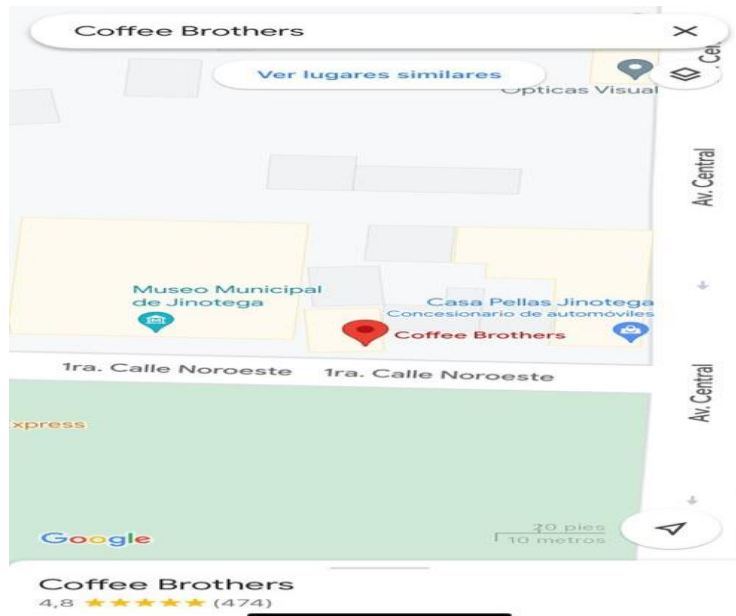 Coffee Brothers
Ver lugares similares
Ópticas Visual
Av. Central
Museo Municipal
de Jinotega
Casa Pellas Jinotega
Concesionario de automóviles
Coffee Brothers
1ra. Calle Noroeste
1ra. Calle Noroeste
Av. Central
xpress
Google
20 pies
10 metros
Coffee Brothers
4,8 ★★★★★ (474)